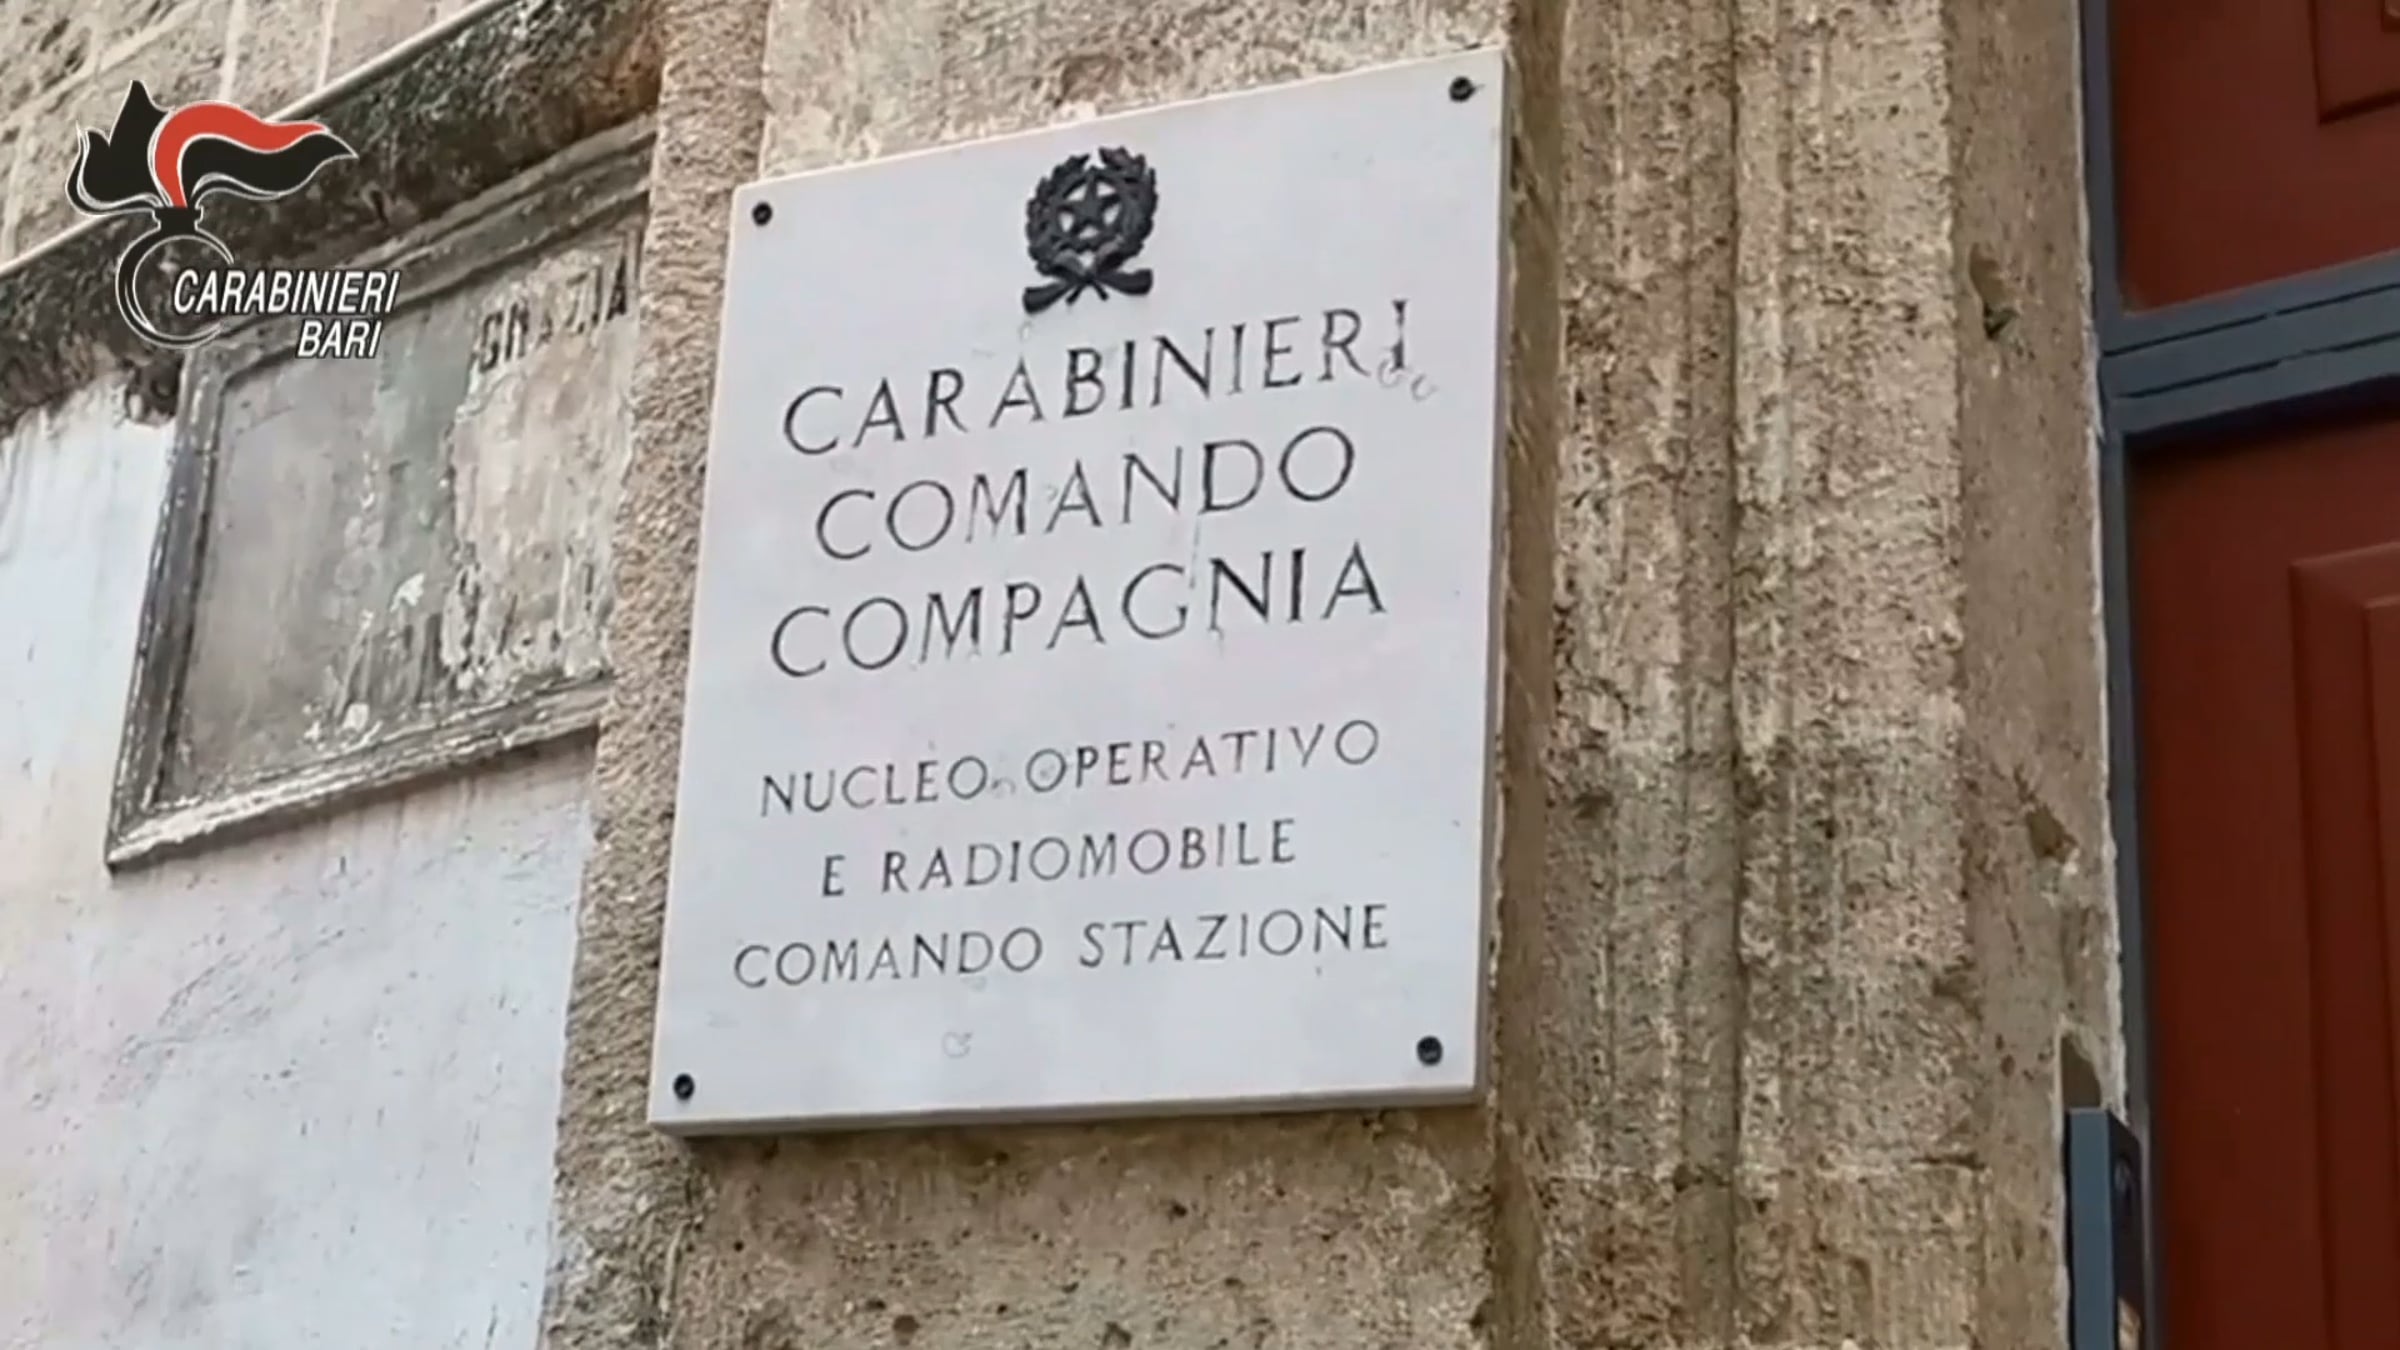 CARABINIERI
BARI
CARABINIERI
COMANDO
COMPAGNIA
NUCLEO OPERATIVO
E RADIOMOBILE
COMANDO STAZIONE